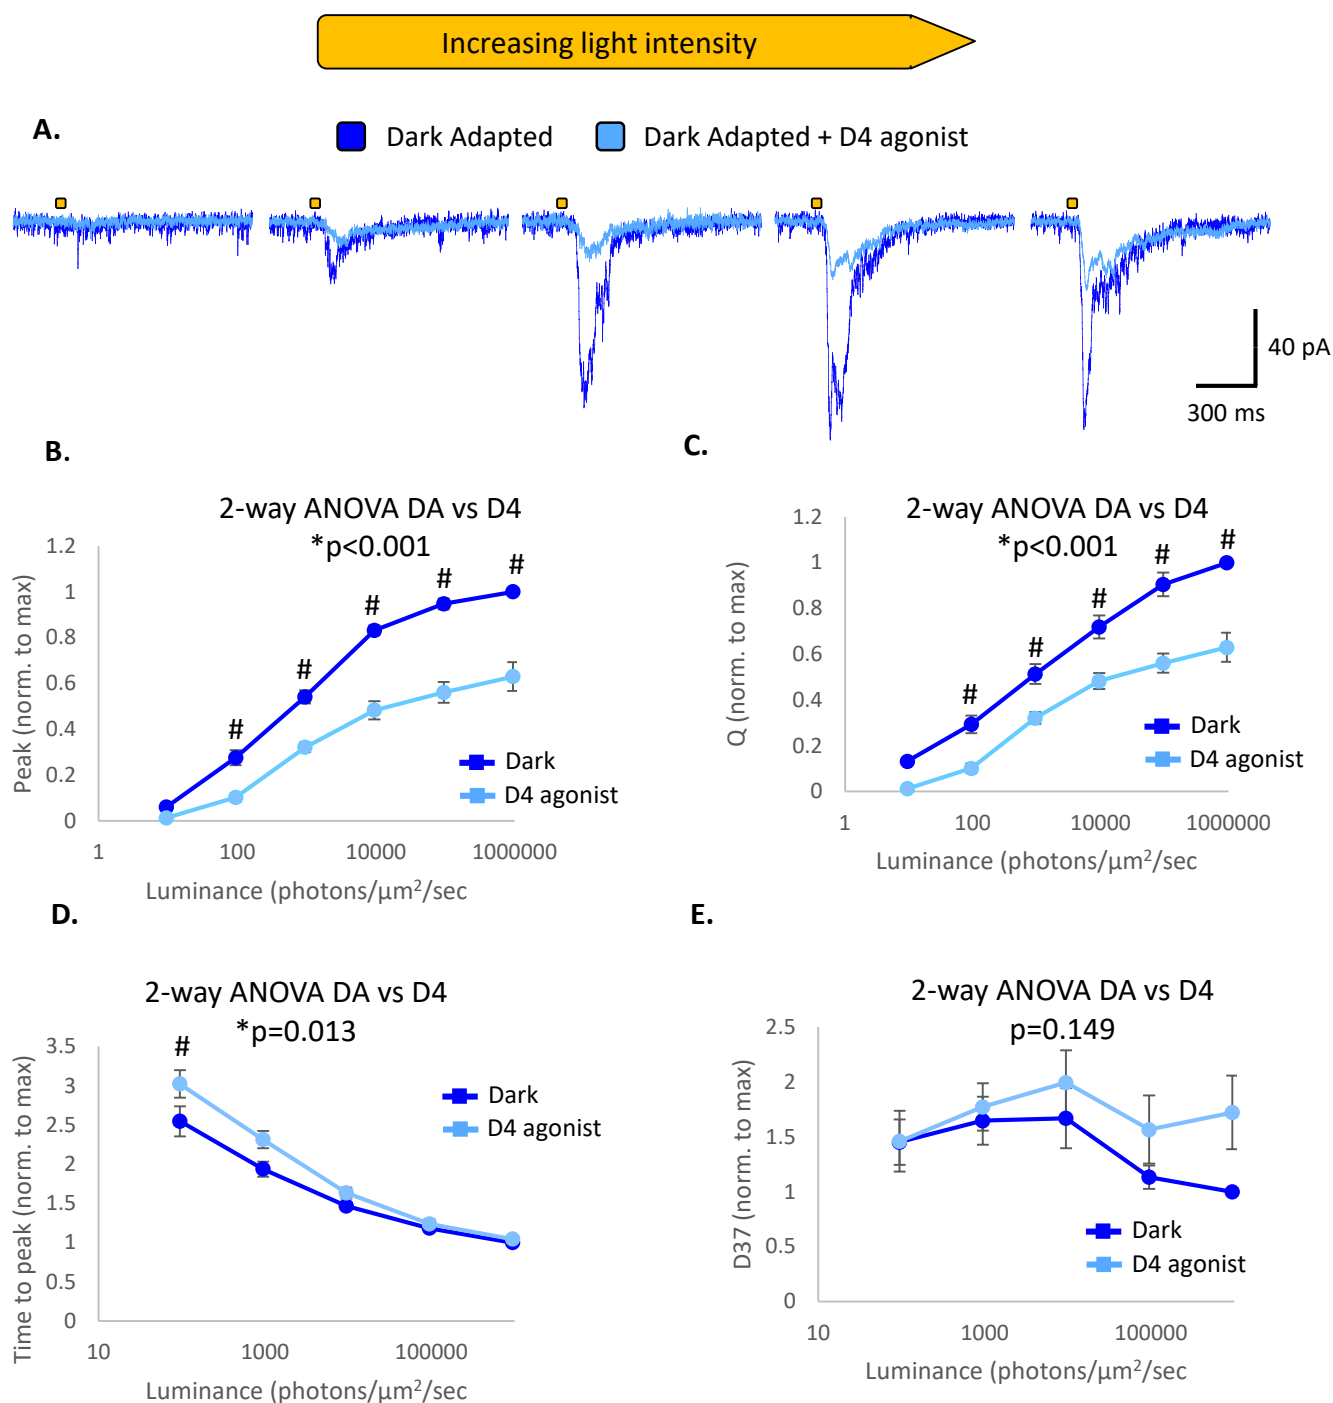 Increasing light intensity
A.
Dark Adapted
Dark Adapted + D4 agonist
40 pA
300 ms
B.
2-way ANOVA DA vs D4
*p<0.001
Peak (norm. to max)
1.2
1
0.8
0.6
0.4
0.2
0
# # # # #
Dark
D4 agonist
1 100 10000 1000000
Luminance (photons/µm²/sec
C.
2-way ANOVA DA vs D4
*p<0.001
Q (norm. to max)
1.2
1
0.8
0.6
0.4
0.2
0
# # # # #
Dark
D4 agonist
1 100 10000 1000000
Luminance (photons/µm²/sec
D.
2-way ANOVA DA vs D4
*p=0.013
Time to peak (norm. to max)
3.5
3
2.5
2
1.5
1
0.5
0
#
Dark
D4 agonist
10 1000 100000
Luminance (photons/µm²/sec
E.
2-way ANOVA DA vs D4
p=0.149
D37 (norm. to max)
2.5
2
1.5
1
0.5
0
Dark
D4 agonist
10 1000 100000
Luminance (photons/µm²/sec